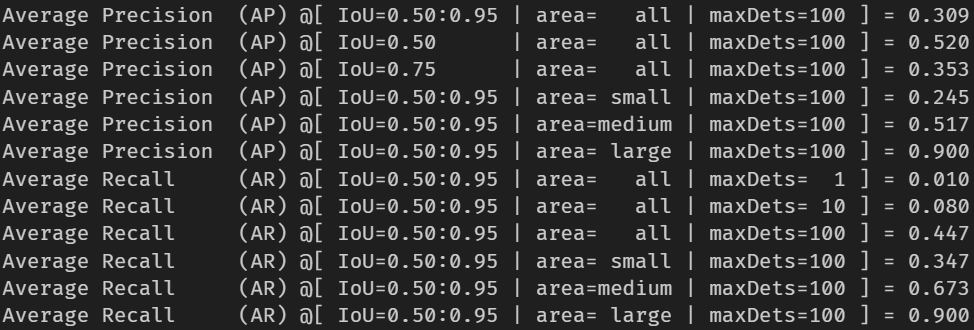 Average Precision  (AP) @[ IoU=0.50:0.95 | area=   all | maxDets=100 ] = 0.309
Average Precision  (AP) @[ IoU=0.50      | area=   all | maxDets=100 ] = 0.520
Average Precision  (AP) @[ IoU=0.75      | area=   all | maxDets=100 ] = 0.353
Average Precision  (AP) @[ IoU=0.50:0.95 | area= small | maxDets=100 ] = 0.245
Average Precision  (AP) @[ IoU=0.50:0.95 | area=medium | maxDets=100 ] = 0.517
Average Precision  (AP) @[ IoU=0.50:0.95 | area= large | maxDets=100 ] = 0.900
Average Recall     (AR) @[ IoU=0.50:0.95 | area=   all | maxDets=  1 ] = 0.010
Average Recall     (AR) @[ IoU=0.50:0.95 | area=   all | maxDets= 10 ] = 0.080
Average Recall     (AR) @[ IoU=0.50:0.95 | area=   all | maxDets=100 ] = 0.447
Average Recall     (AR) @[ IoU=0.50:0.95 | area= small | maxDets=100 ] = 0.347
Average Recall     (AR) @[ IoU=0.50:0.95 | area=medium | maxDets=100 ] = 0.673
Average Recall     (AR) @[ IoU=0.50:0.95 | area= large | maxDets=100 ] = 0.900